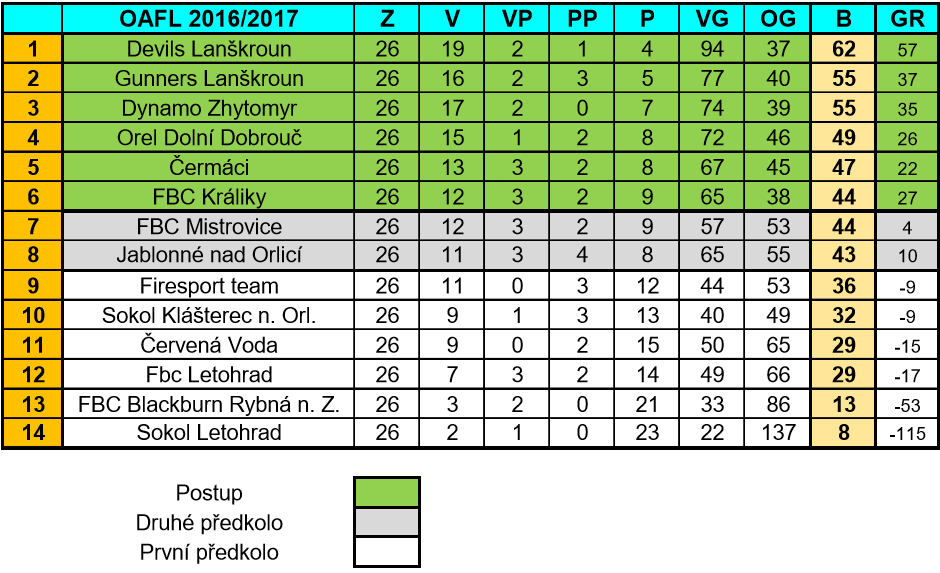 OAFL 2016/2017 Z V VP PP P VG OG B GR
1 Devils Lanškroun 26 19 2 1 4 94 37 62 57
2 Gunners Lanškroun 26 16 2 3 5 77 40 55 37
3 Dynamo Zhytomyr 26 17 2 0 7 74 39 55 35
4 Orel Dolní Dobrouč 26 15 1 2 8 72 46 49 26
5 Čermáci 26 13 3 2 8 67 45 47 22
6 FBC Králiky 26 12 3 2 9 65 38 44 27
7 FBC Mistrovice 26 12 3 2 9 57 53 44 4
8 Jablonné nad Orlicí 26 11 3 4 8 65 55 43 10
9 Firesport team 26 11 0 3 12 44 53 36 -9
10 Sokol Klášterec n. Orl. 26 9 1 3 13 40 49 32 -9
11 Červená Voda 26 9 0 2 15 50 65 29 -15
12 Fbc Letohrad 26 7 3 2 14 49 66 29 -17
13 FBC Blackburn Rybná n. Z. 26 3 2 0 21 33 86 13 -53
14 Sokol Letohrad 26 2 1 0 23 22 137 8 -115
Postup
Druhé předkolo
První předkolo